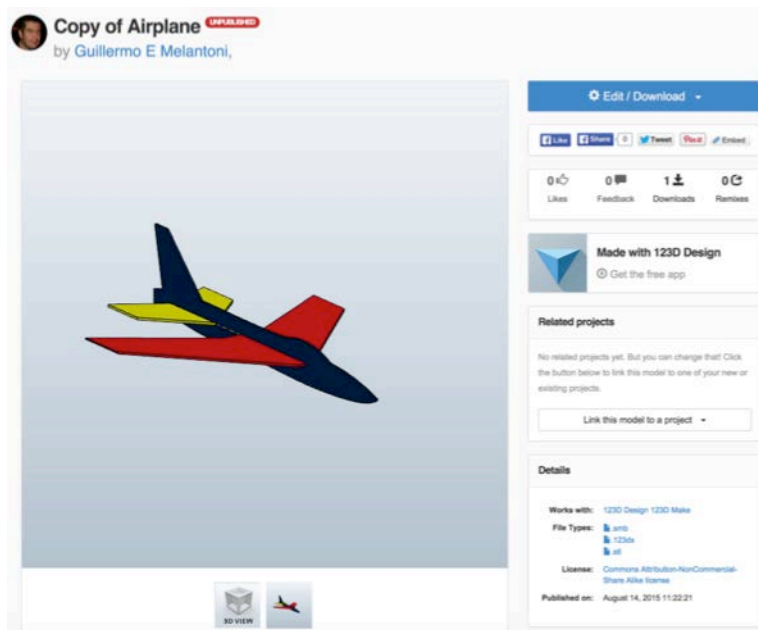 Copy of Airplane UNPUBLISHED
by Guillermo E Melantoni,
Edit / Download
Like
Share
0
Tweet
Pin it
Embed
0
0
1
0
Likes
Feedback
Downloads
Remixes
Made with 123D Design
Get the free app
Related projects
No related projects yet. But you can change that! Click
the button below to link this model to one of your new or
existing projects.
Link this model to a project
Details
Works with: 123D Design 123D Make
File Types: .smb
.123dx
.stl
License: Commons Attribution-NonCommercial-
Share Alike license
Published on: August 14, 2015 11:22:21
3D VIEW